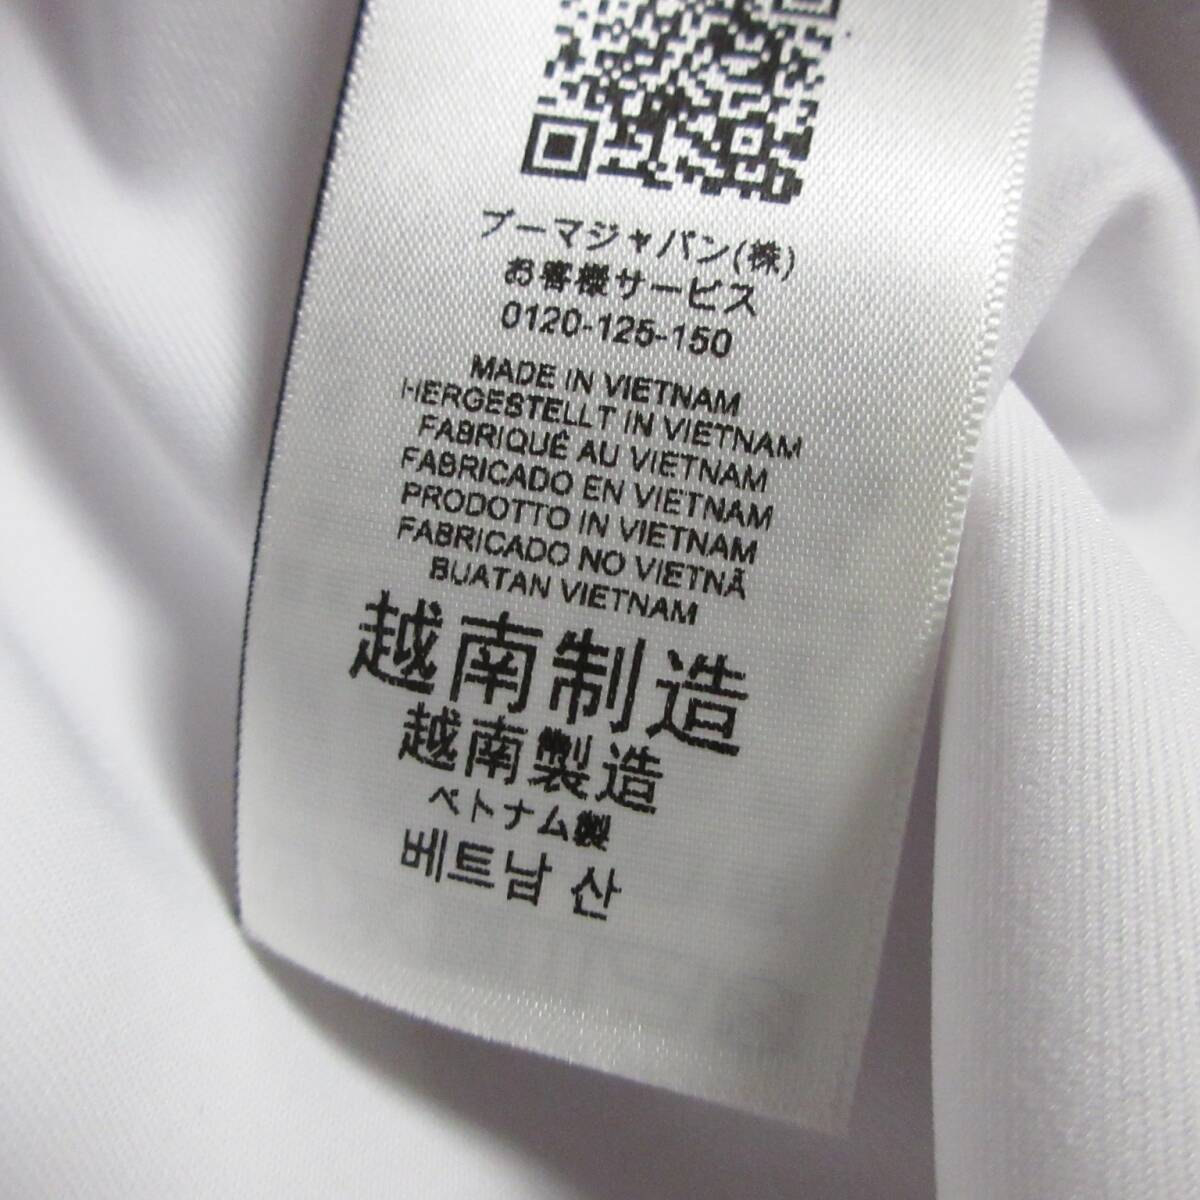 プーマジャパン(株)
お客様サービス
0120-125-150
MADE IN VIETNAM
HERGESTELLT IN VIETNAM
FABRIQUÉ AU VIETNAM
FABRICADO EN VIETNAM
PRODOTTO IN VIETNAM
FABRICADO NO VIETNÃ
BUATAN VIETNAM
越南制造
越南製造
ベトナム製
베트남 산